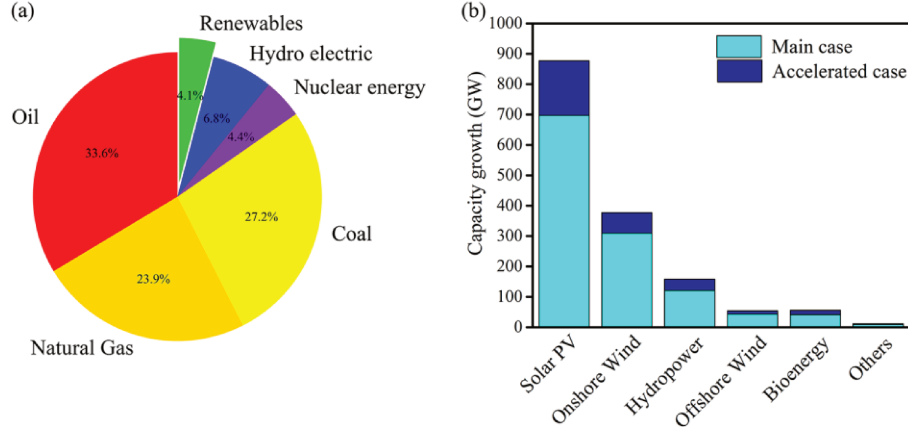 (a)
Renewables
Hydro electric
Nuclear energy
Oil
4.1%
6.8%
4.4%
33.6%
27.2%
Coal
23.9%
Natural Gas
(b)
Capacity growth (GW)
1000
900
800
700
600
500
400
300
200
100
0
Main case
Accelerated case
Solar PV
Onshore Wind
Hydropower
Offshore Wind
Bioenergy
Others